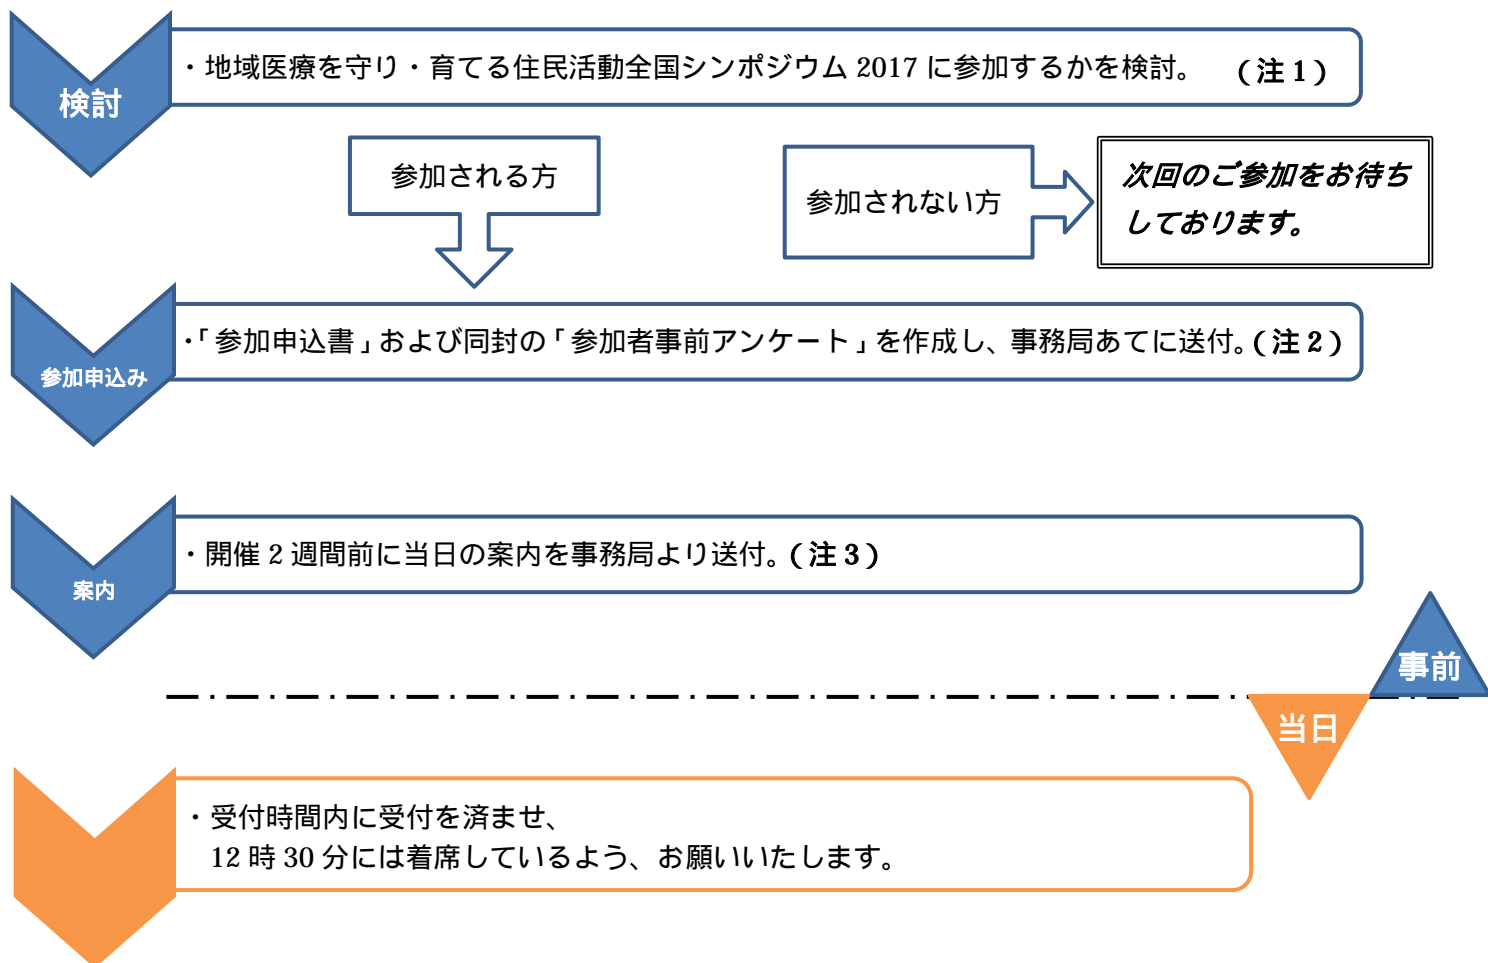 ・地域医療を守り・育てる住民活動全国シンポジウム 2017 に参加するかを検討。 （注１）
検討
参加される方
参加されない方
次回のご参加をお待ち
しております。
・「参加申込書」および同封の「参加者事前アンケート」を作成し、事務局あてに送付。（注２）
参加申込み
・開催 2 週間前に当日の案内を事務局より送付。（注３）
案内
事前
当日
・受付時間内に受付を済ませ、
12 時 30 分には着席しているよう、お願いいたします。